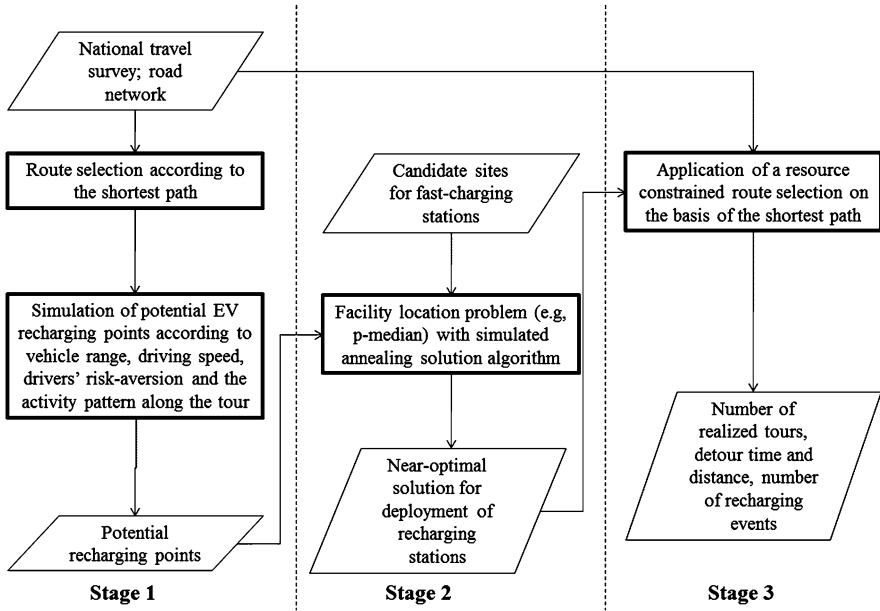 National travel
survey; road
network
Route selection according to
the shortest path
Simulation of potential EV
recharging points according to
vehicle range, driving speed,
drivers' risk-aversion and the
activity pattern along the tour
Potential
recharging points
Stage 1
Candidate sites
for fast-charging
stations
Facility location problem (e.g,
p-median) with simulated
annealing solution algorithm
Near-optimal
solution for
deployment of
recharging
stations
Stage 2
Application of a resource
constrained route selection on
the basis of the shortest path
Number of
realized tours,
detour time and
distance, number
of recharging
events
Stage 3